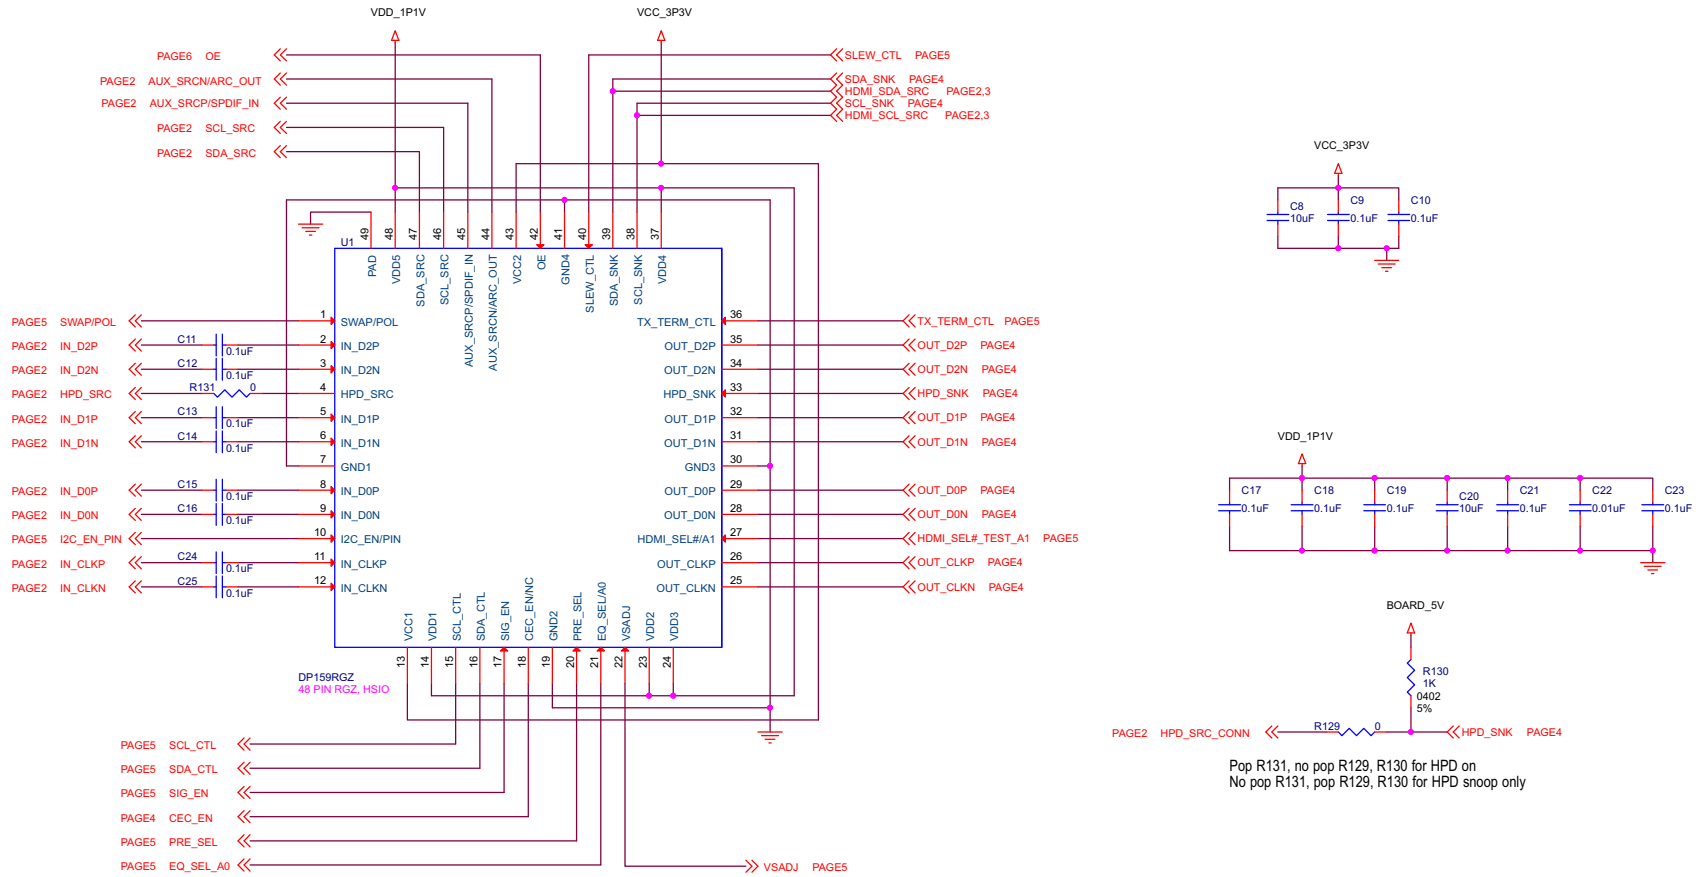 VDD_1P1V
VCC_3P3V
PAGE6 OE
SLEW_CTL PAGE5
PAGE2 AUX_SRCN/ARC_OUT
SDA_SNK PAGE4
HDMI_SDA_SRC PAGE2,3
PAGE2 AUX_SRCP/SPDIF_IN
SCL_SNK PAGE4
HDMI_SCL_SRC PAGE2,3
PAGE2 SCL_SRC
PAGE2 SDA_SRC
49 48 47 46 45 44 43 42 41 40 39 38 37
U1
PAD
VDD5
SDA_SRC
SCL_SRC
AUX_SRCP/SPDIF_IN
AUX_SRCN/ARC_OUT
VCC2
OE
GND4
SLEW_CTL
SDA_SNK
SCL_SNK
VDD4
PAGE5 SWAP/POL 1 SWAP/POL
PAGE2 IN_D2P C11 0.1uF 2 IN_D2P
PAGE2 IN_D2N C12 0.1uF 3 IN_D2N
PAGE2 HPD_SRC R131 0 4 HPD_SRC
PAGE2 IN_D1P C13 0.1uF 5 IN_D1P
PAGE2 IN_D1N C14 0.1uF 6 IN_D1N
7 GND1
PAGE2 IN_D0P C15 0.1uF 8 IN_D0P
PAGE2 IN_D0N C16 0.1uF 9 IN_D0N
PAGE5 I2C_EN_PIN 10 I2C_EN/PIN
PAGE2 IN_CLKP C24 0.1uF 11 IN_CLKP
PAGE2 IN_CLKN C25 0.1uF 12 IN_CLKN
TX_TERM_CTL 36 TX_TERM_CTL PAGE5
OUT_D2P 35 OUT_D2P PAGE4
OUT_D2N 34 OUT_D2N PAGE4
HPD_SNK 33 HPD_SNK PAGE4
OUT_D1P 32 OUT_D1P PAGE4
OUT_D1N 31 OUT_D1N PAGE4
GND3 30
OUT_D0P 29 OUT_D0P PAGE4
OUT_D0N 28 OUT_D0N PAGE4
HDMI_SEL#/A1 27 HDMI_SEL#_TEST_A1 PAGE5
OUT_CLKP 26 OUT_CLKP PAGE4
OUT_CLKN 25 OUT_CLKN PAGE4
VCC1
VDD1
SCL_CTL
SDA_CTL
SIG_EN
CEC_EN/NC
GND2
PRE_SEL
EQ_SEL/A0
VSADJ
VDD2
VDD3
13 14 15 16 17 18 19 20 21 22 23 24
DP159RGZ
48 PIN RGZ, HSIO
PAGE5 SCL_CTL
PAGE5 SDA_CTL
PAGE5 SIG_EN
PAGE4 CEC_EN
PAGE5 PRE_SEL
PAGE5 EQ_SEL_A0
VSADJ PAGE5
VCC_3P3V
C8 10uF
C9 0.1uF
C10 0.1uF
VDD_1P1V
C17 0.1uF
C18 0.1uF
C19 0.1uF
C20 10uF
C21 0.1uF
C22 0.01uF
C23 0.1uF
BOARD_5V
R130
1K
0402
5%
PAGE2 HPD_SRC_CONN R129 0 HPD_SNK PAGE4
Pop R131, no pop R129, R130 for HPD on
No pop R131, pop R129, R130 for HPD snoop only